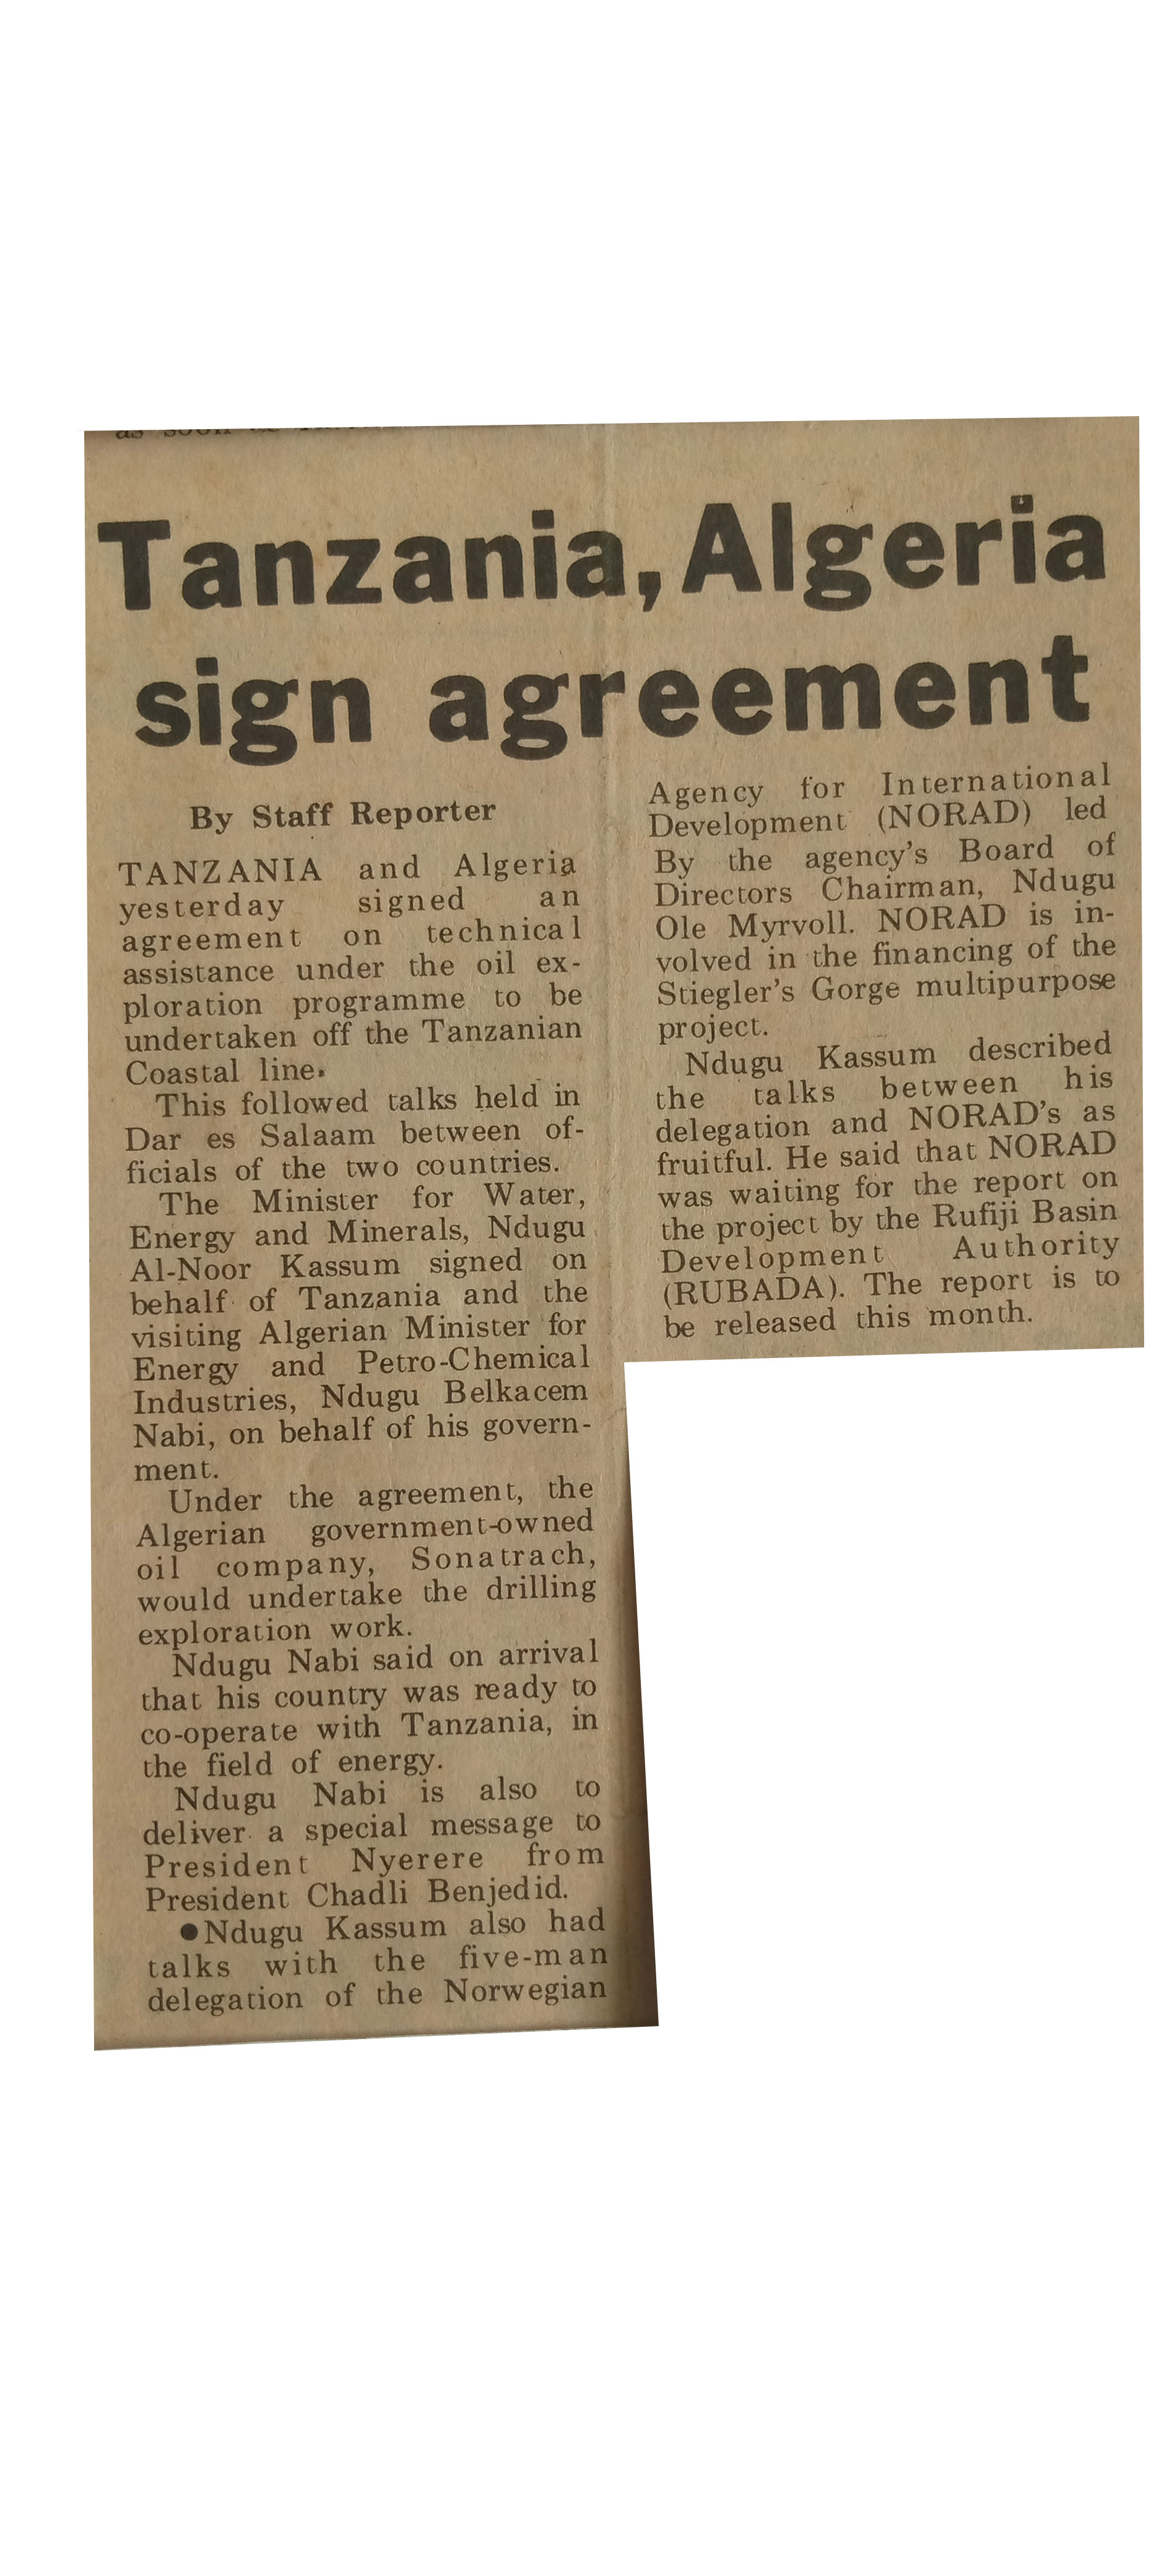 as soon
Tanzania, Algeria
sign agreement
By Staff Reporter
TANZANIA and Algeria
yesterday signed an
agreement on technical
assistance under the oil ex-
ploration programme to be
undertaken off the Tanzanian
Coastal line.
This followed talks held in
Dar es Salaam between of-
ficials of the two countries.
The Minister for Water,
Energy and Minerals, Ndugu
Al-Noor Kassum signed on
behalf of Tanzania and the
visiting Algerian Minister for
Energy and Petro-Chemical
Industries, Ndugu Belkacem
Nabi, on behalf of his govern-
ment.
Under the agreement, the
Algerian government-owned
oil company, Sonatrach,
would undertake the drilling
exploration work.
Ndugu Nabi said on arrival
that his country was ready to
co-operate with Tanzania, in
the field of energy.
Ndugu Nabi is also to
deliver a special message to
President Nyerere from
President Chadli Benjedid.
●Ndugu Kassum also had
talks with the five-man
delegation of the Norwegian
Agency for International
Development (NORAD) led
By the agency's Board of
Directors Chairman, Ndugu
Ole Myrvoll. NORAD is in-
volved in the financing of the
Stiegler's Gorge multipurpose
project.
Ndugu Kassum described
the talks between his
delegation and NORAD's as
fruitful. He said that NORAD
was waiting for the report on
the project by the Rufiji Basin
Development Authority
(RUBADA). The report is to
be released this month.